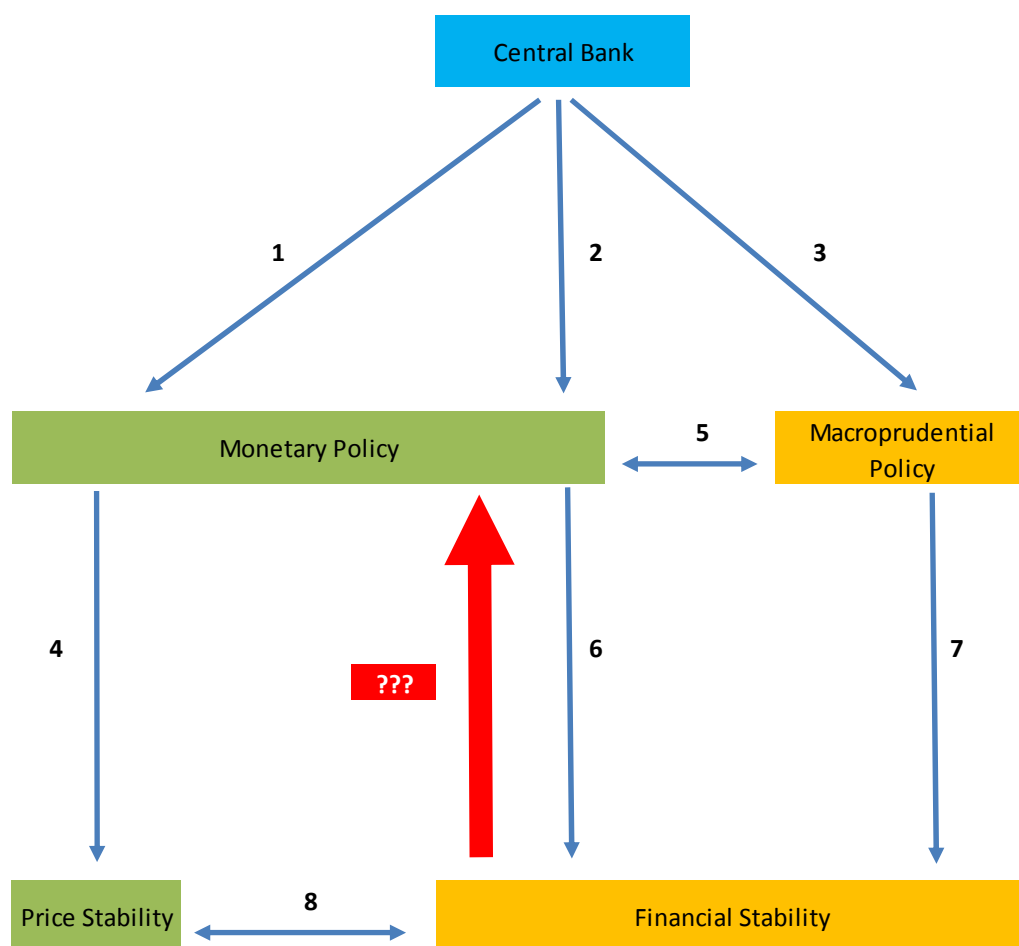 Central Bank
1
2
3
Monetary Policy
5
Macroprudential
Policy
4
???
6
7
Price Stability
8
Financial Stability